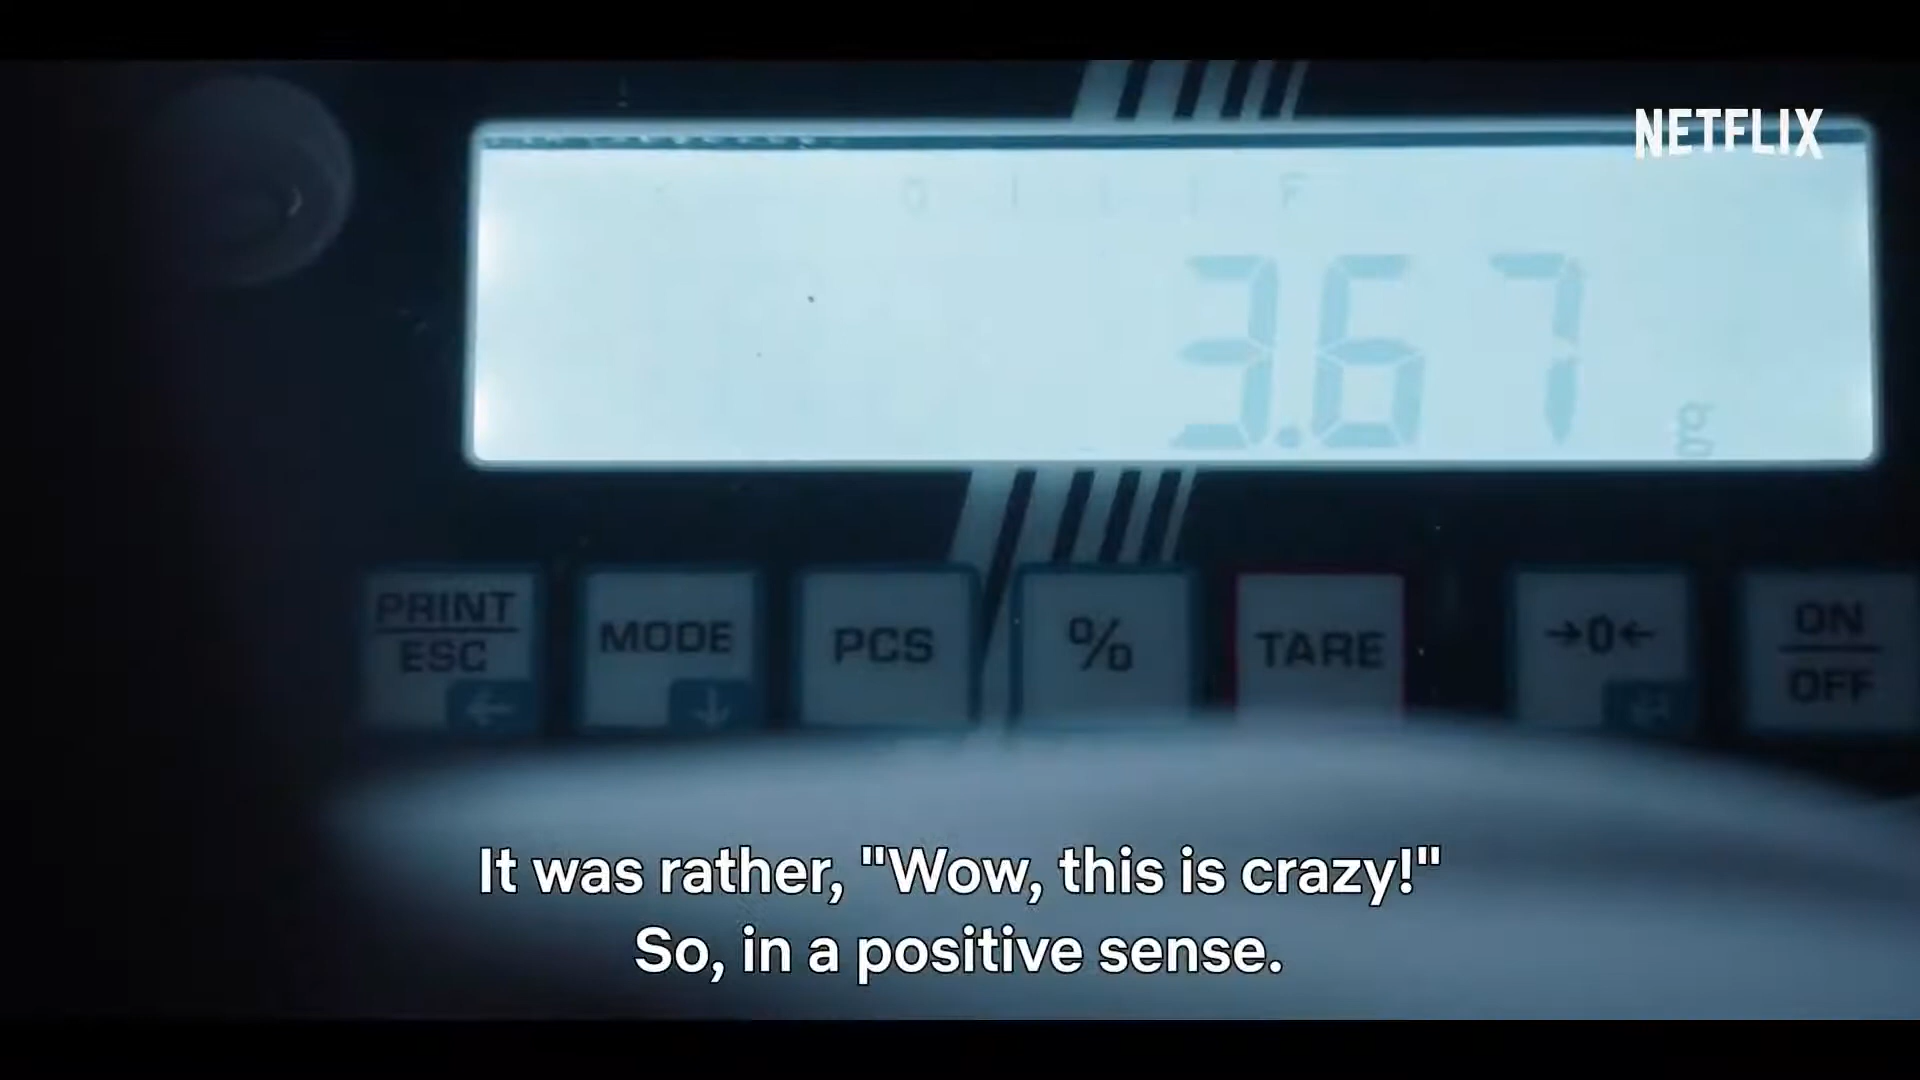 NETFLIX
3.67 g
PRINT
ESC
MODE
PCS
%
TARE
→0←
ON
OFF
It was rather, "Wow, this is crazy!"
So, in a positive sense.